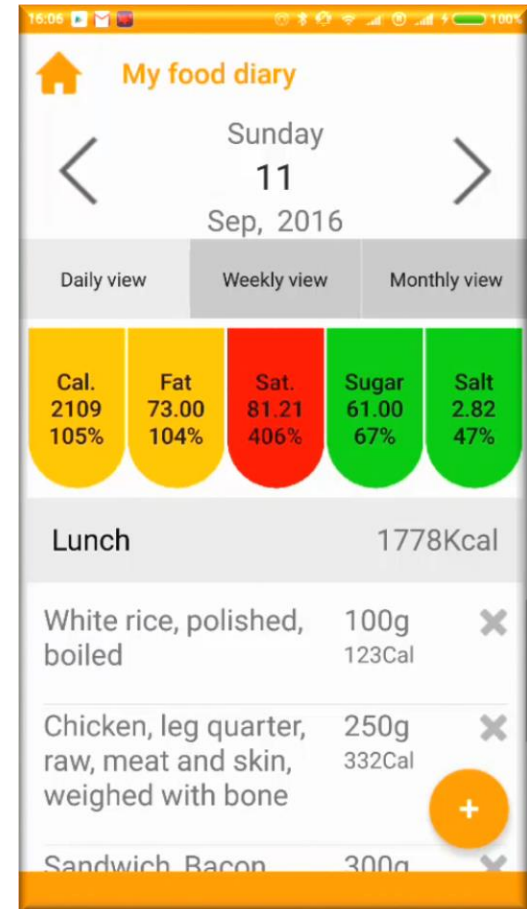 16:06 100%
My food diary
Sunday
11
Sep, 2016
Daily view Weekly view Monthly view
Cal. Fat Sat. Sugar Salt
2109 73.00 81.21 61.00 2.82
105% 104% 406% 67% 47%
Lunch 1778Kcal
White rice, polished, 100g
boiled 123Cal
Chicken, leg quarter, 250g
raw, meat and skin, 332Cal
weighed with bone
+
Sandwich Bacon 300g